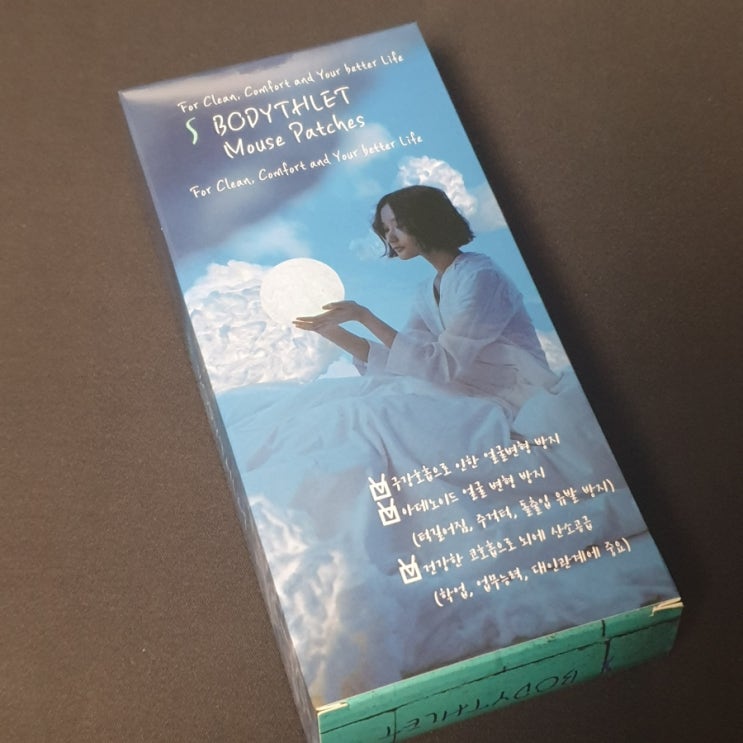 For Clean, Comfort and Your better Life
BODYTHLET
Mouse Patches
For Clean, Comfort and Your better Life
구강호흡으로 인한 얼굴변형 방지
아데노이드 얼굴 변형 방지
(턱길어짐, 주걱턱, 돌출입 유발 방지)
건강한 코호흡으로 뇌에 산소공급
(학업, 업무능력, 대인관계에 주요)
BODYTHLET